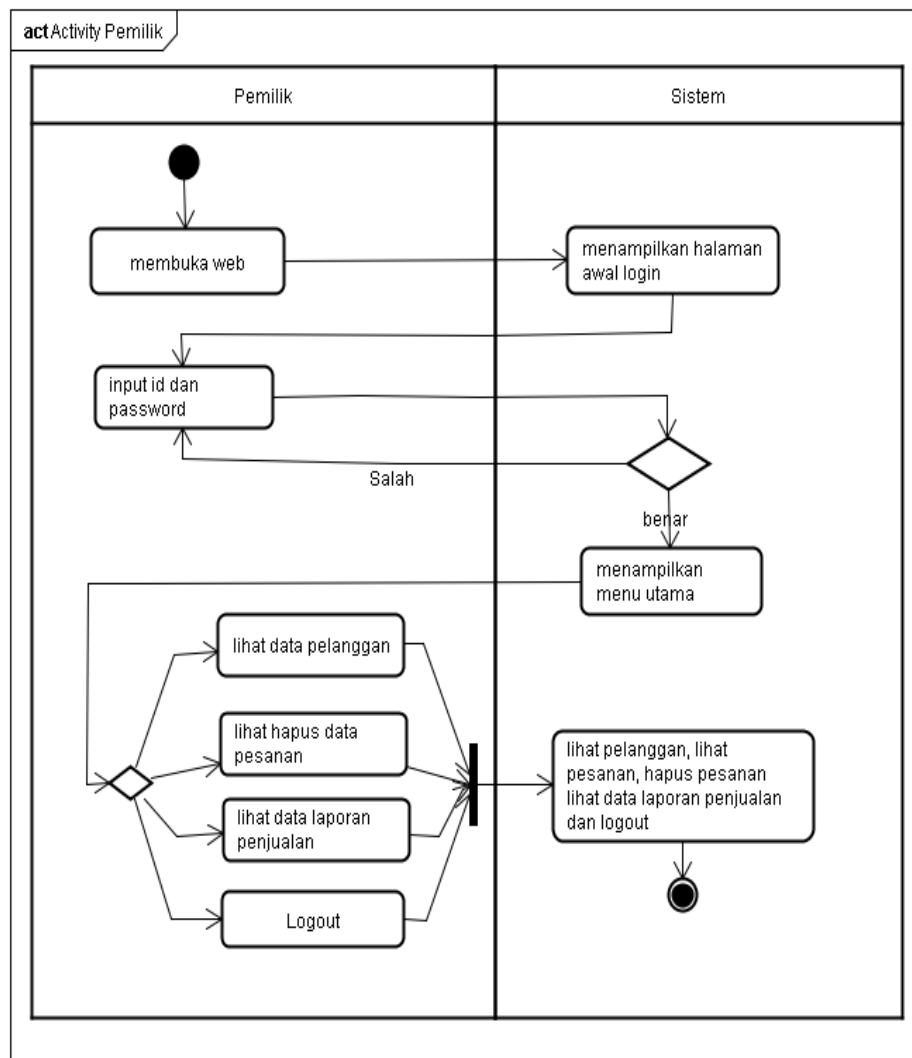 act Activity Pemilik
Pemilik
Sistem
membuka web
menampilkan halaman
awal login
input id dan
password
Salah
benar
menampilkan
menu utama
lihat data pelanggan
lihat hapus data
pesanan
lihat data laporan
penjualan
Logout
lihat pelanggan, lihat
pesanan, hapus pesanan
lihat data laporan penjualan
dan logout